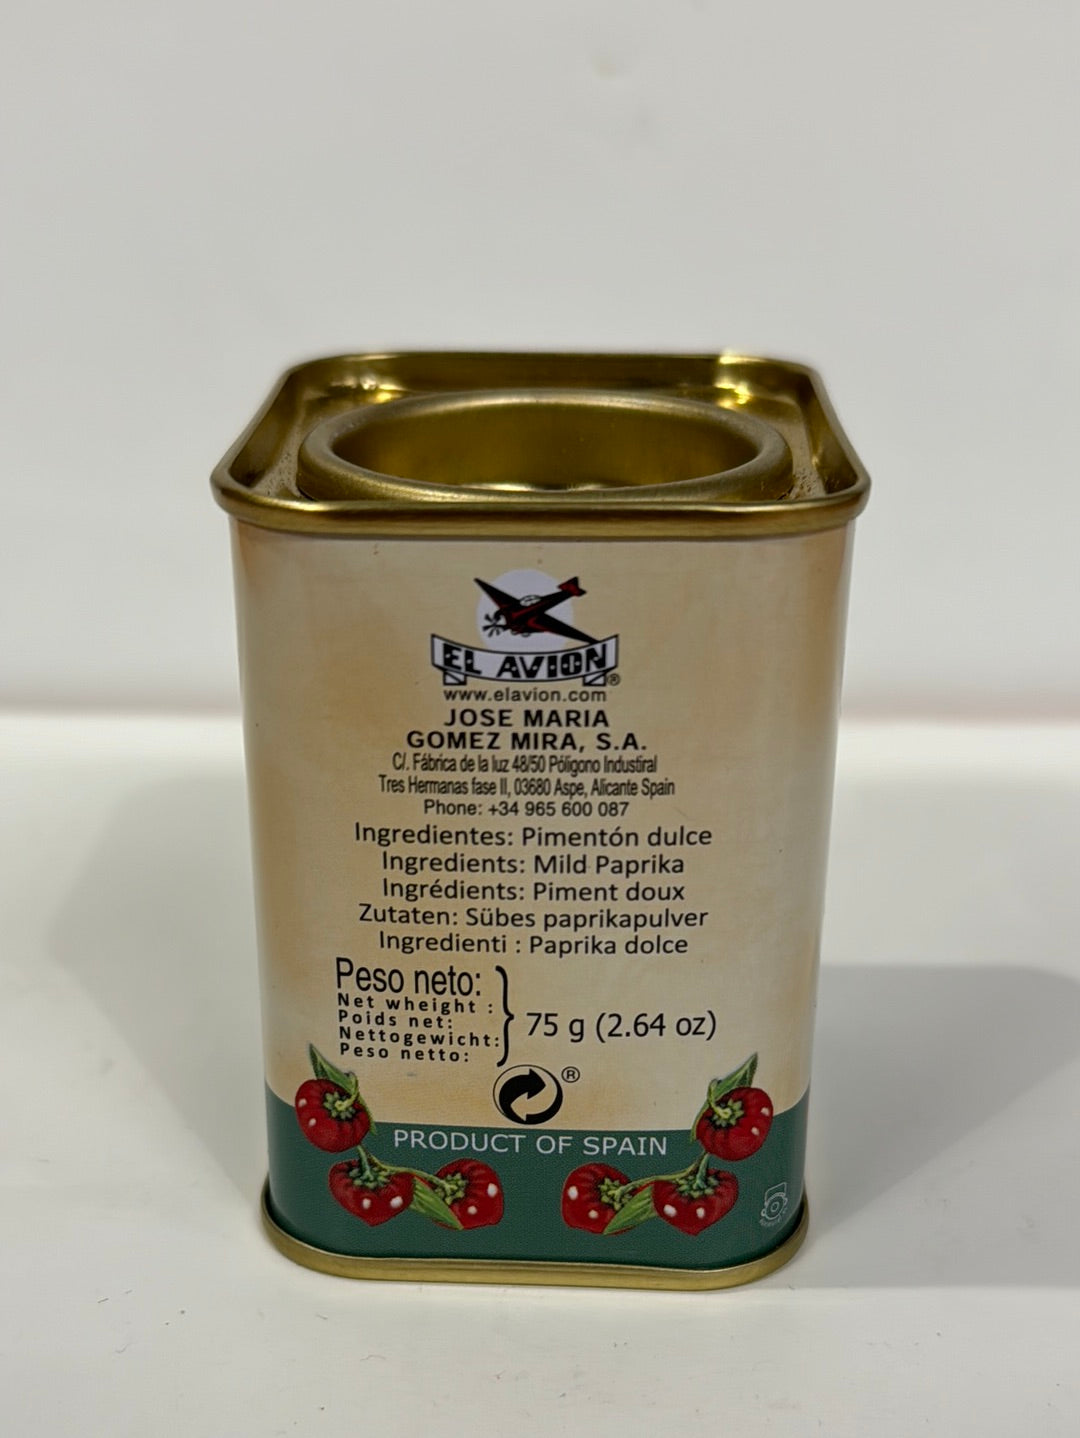 EL AVION®
www.elavion.com
JOSE MARIA
GOMEZ MIRA, S.A.
C/. Fábrica de la luz 48/50 Póligono Industiral
Tres Hermanas fase II, 03680 Aspe, Alicante Spain
Phone: +34 965 600 087
Ingredientes: Pimentón dulce
Ingredients: Mild Paprika
Ingrédients: Piment doux
Zutaten: Sübes paprikapulver
Ingredienti : Paprika dolce
Peso neto:
Net wheight :
Poids net:
Nettogewicht:
Peso netto:
75 g (2.64 oz)
®
PRODUCT OF SPAIN